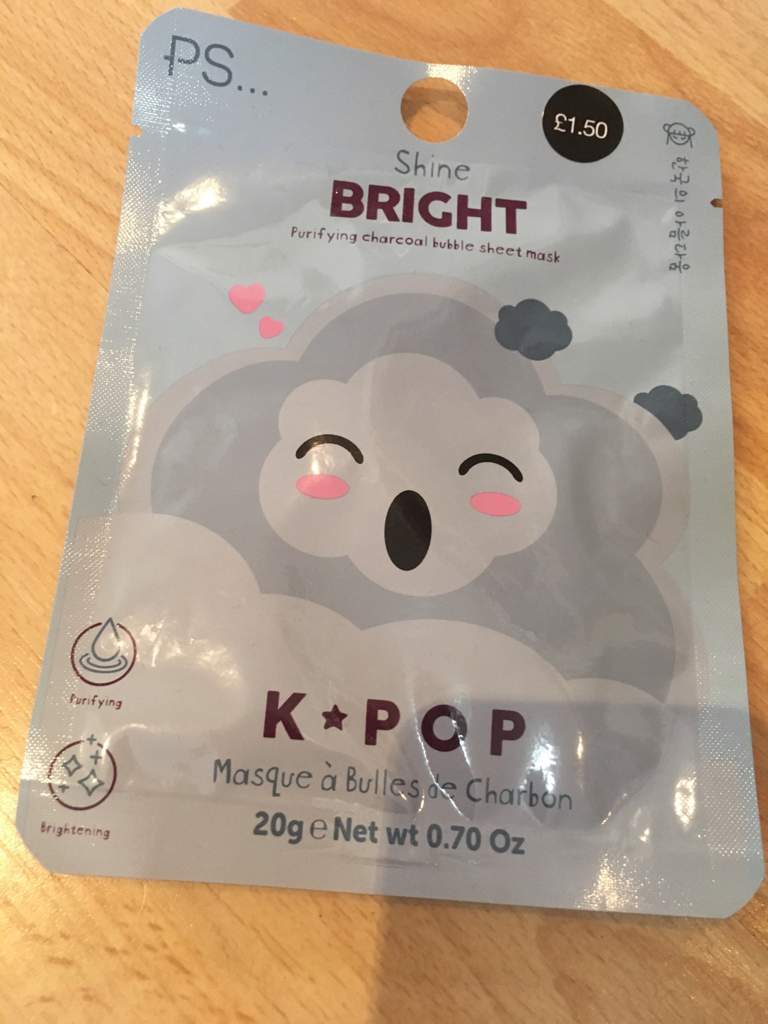 PS...
£1.50
Shine
BRIGHT
Purifying charcoal bubble sheet mask
K★POP
Masque à Bulles de Charbon
20g ℮ Net wt 0.70 Oz
Purifying
Brightening